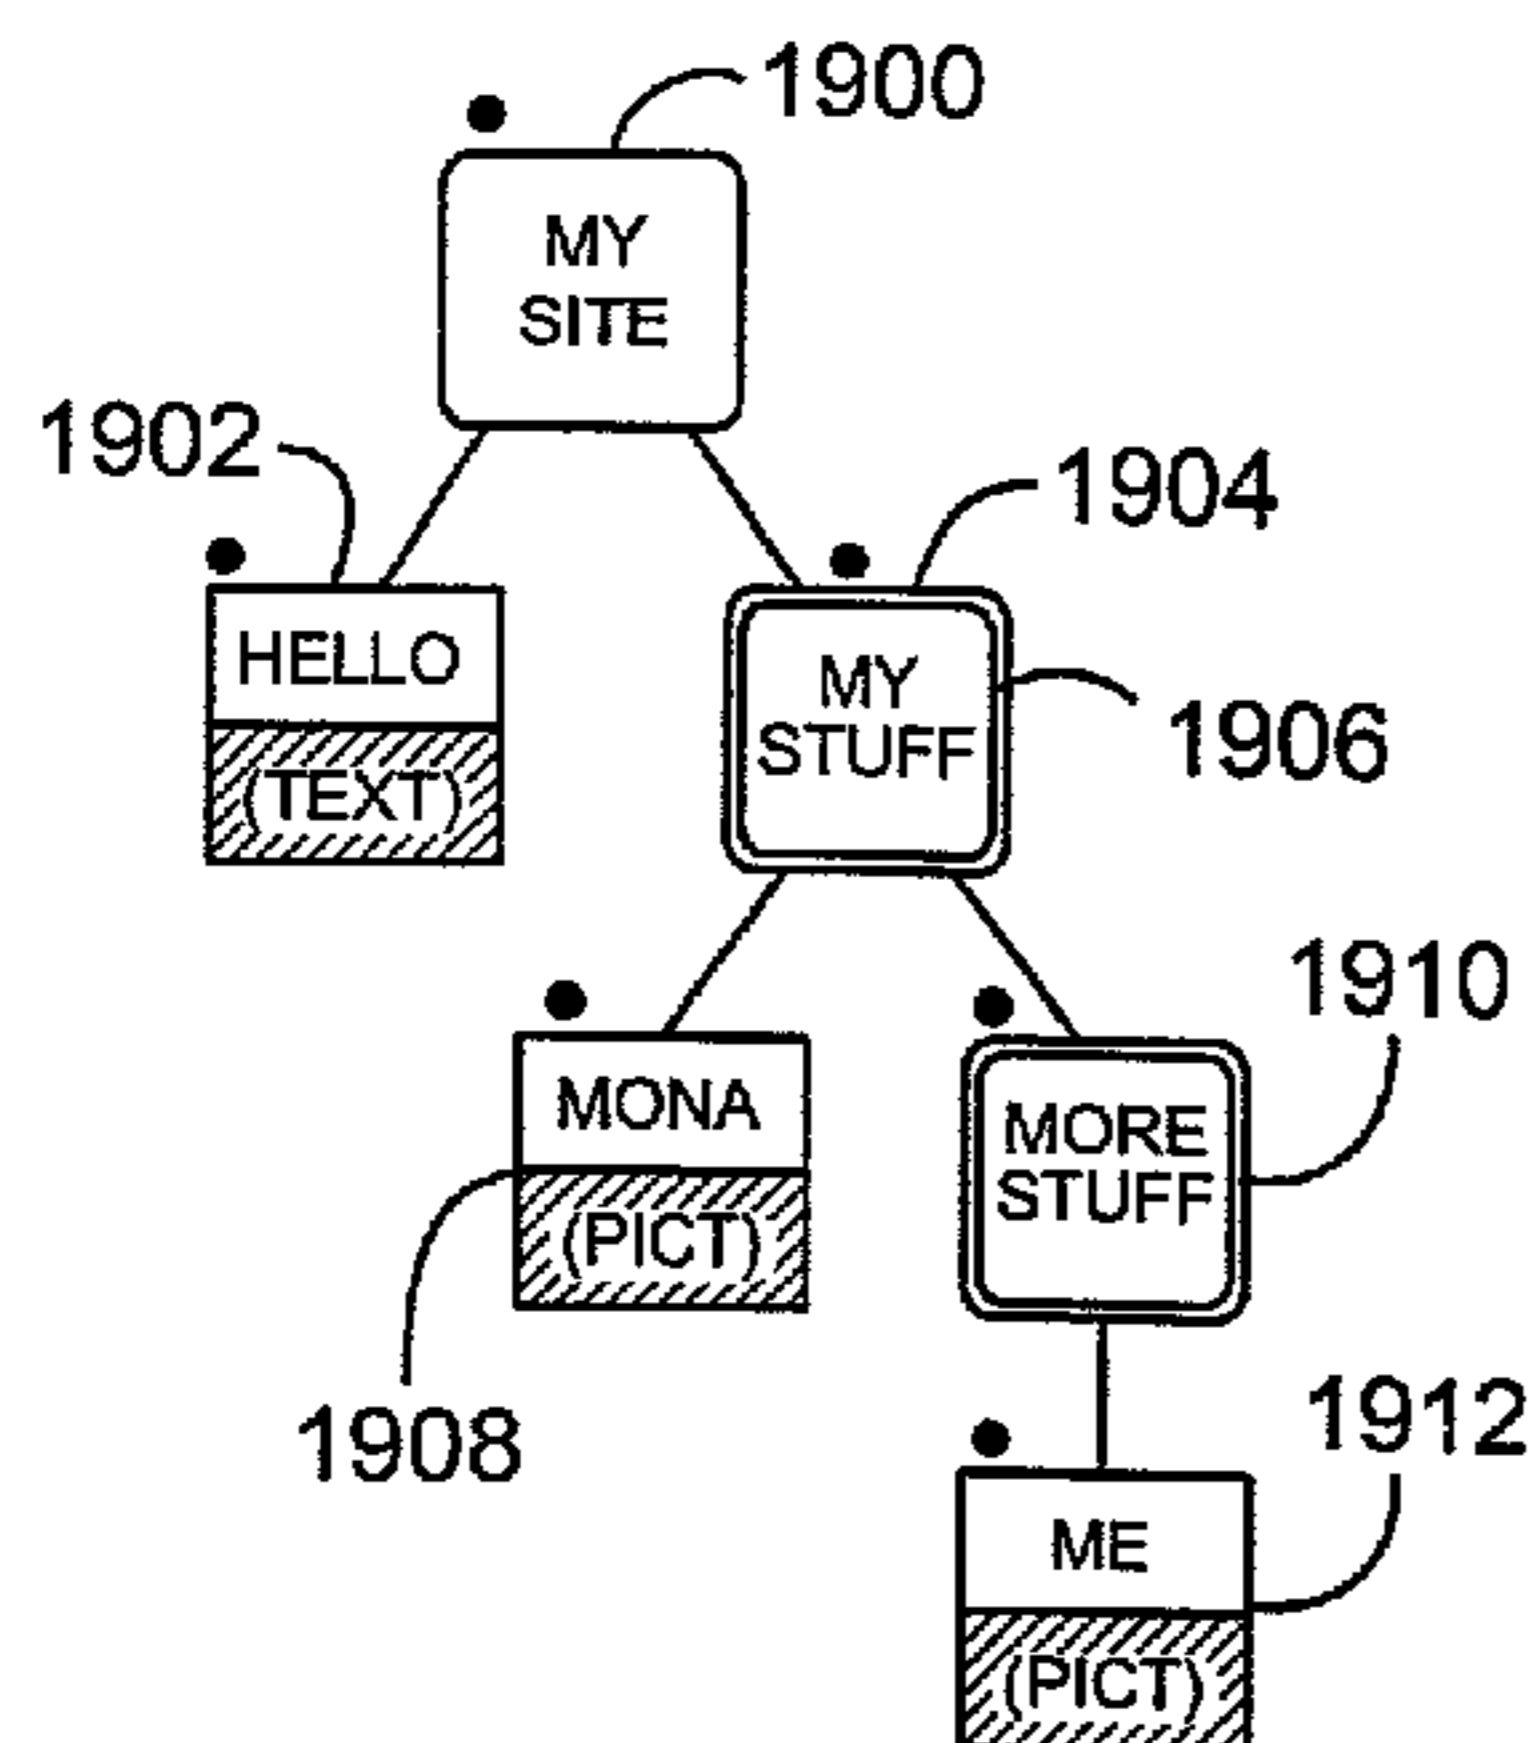 1900
MY
SITE
1902
1904
HELLO
(TEXT)
MY
STUFF
1906
1910
MONA
(PICT)
MORE
STUFF
1908
1912
ME
(PICT)